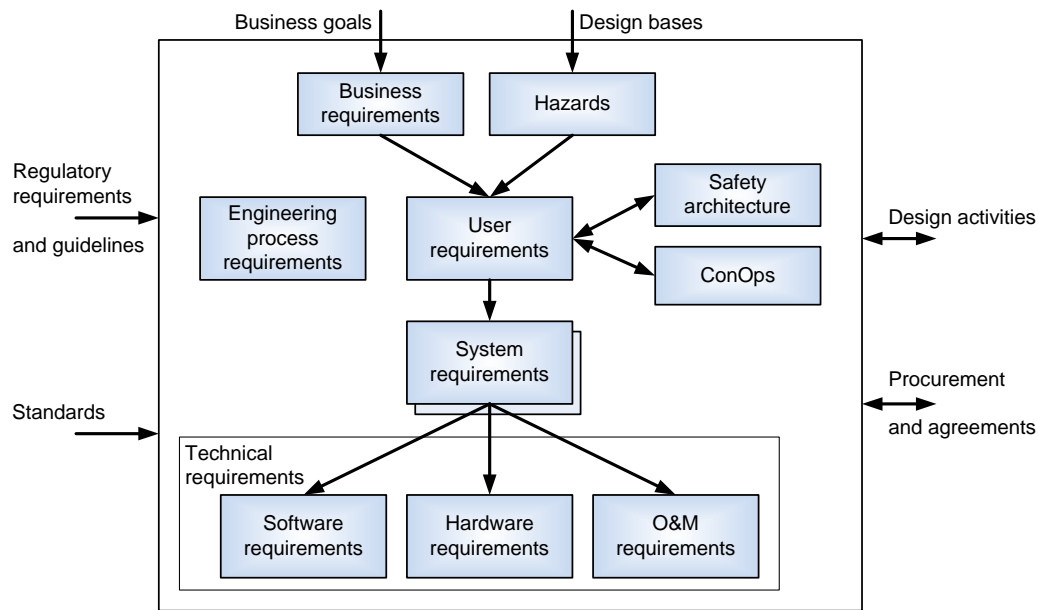 Business goals
Design bases
Business
requirements
Hazards
Regulatory
requirements
and guidelines
Engineering
process
requirements
User
requirements
Safety
architecture
ConOps
Design activities
System
requirements
Standards
Procurement
and agreements
Technical
requirements
Software
requirements
Hardware
requirements
O&M
requirements